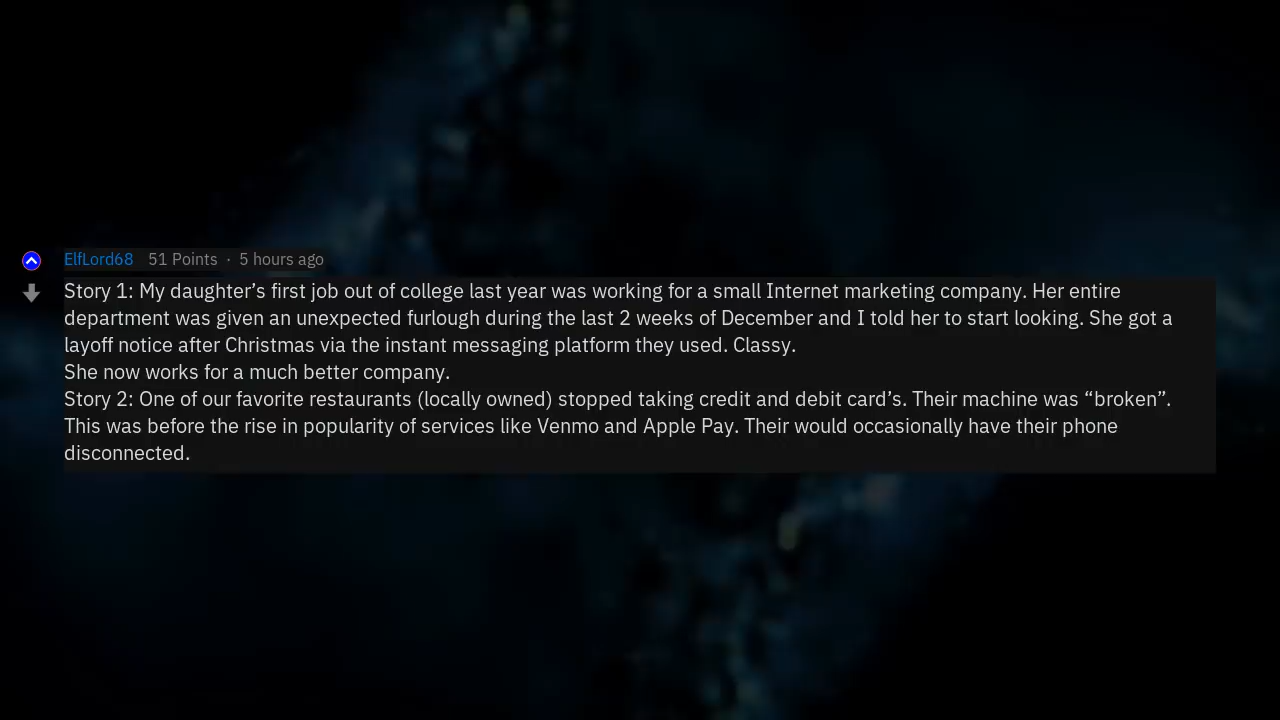 ElfLord68 51 Points · 5 hours ago
Story 1: My daughter’s first job out of college last year was working for a small Internet marketing company. Her entire
department was given an unexpected furlough during the last 2 weeks of December and I told her to start looking. She got a
layoff notice after Christmas via the instant messaging platform they used. Classy.
She now works for a much better company.
Story 2: One of our favorite restaurants (locally owned) stopped taking credit and debit card’s. Their machine was “broken”.
This was before the rise in popularity of services like Venmo and Apple Pay. Their would occasionally have their phone
disconnected.